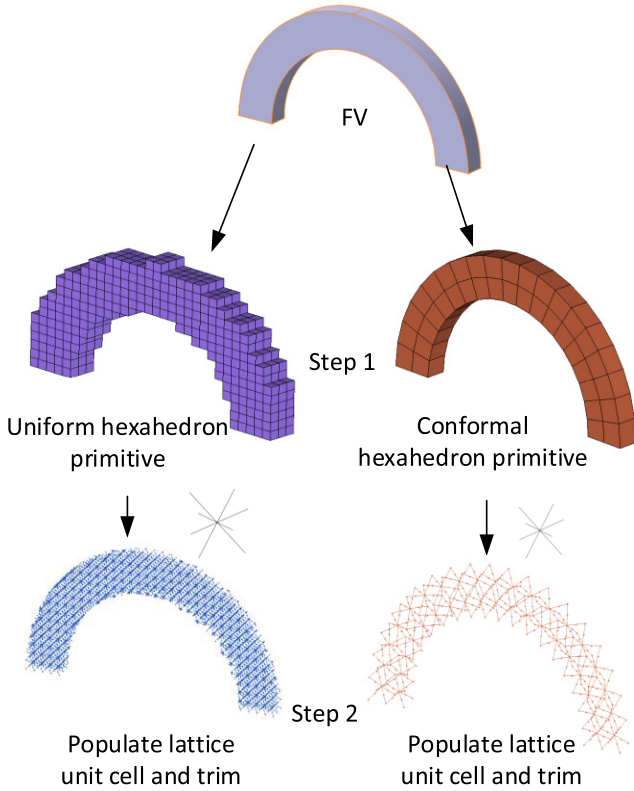 FV
Step 1
Uniform hexahedron
primitive
Conformal
hexahedron primitive
Step 2
Populate lattice
unit cell and trim
Populate lattice
unit cell and trim